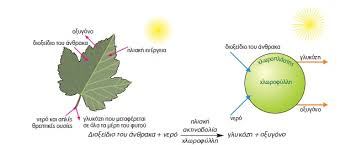 οξυγόνο
διοξείδιο του άνθρακα
ηλιακή ενέργεια
νερό και απλές
θρεπτικές ουσίες
γλυκόζη που μεταφέρεται
σε όλα τα μέρη του φυτού
διοξείδιο του άνθρακα
γλυκόζη
χλωροπλάστης
χλωροφύλλη
νερό
οξυγόνο
Διοξείδιο του άνθρακα + νερό ηλιακή ακτινοβολία χλωροφύλλη γλυκόζη + οξυγόνο